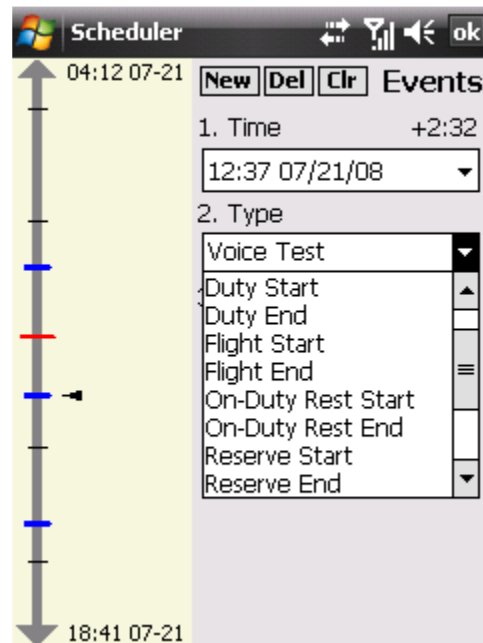 Scheduler ok
04:12 07-21
New Del Clr Events
1. Time +2:32
12:37 07/21/08
2. Type
Voice Test
Duty Start
Duty End
Flight Start
Flight End
On-Duty Rest Start
On-Duty Rest End
Reserve Start
Reserve End
18:41 07-21